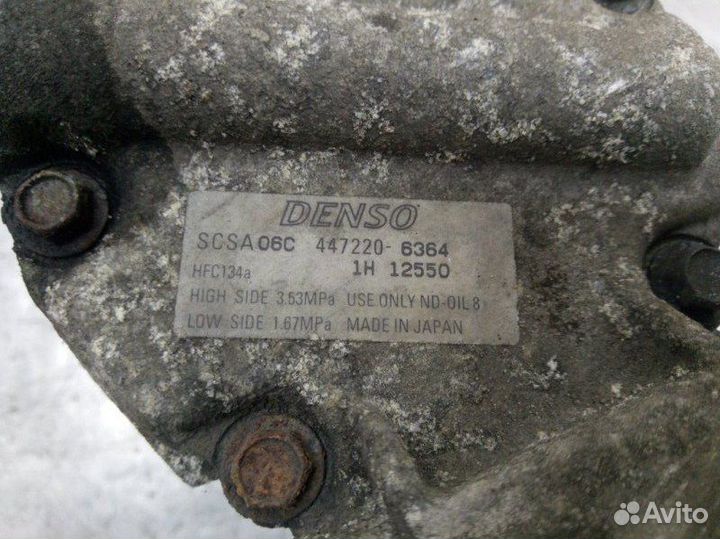 DENSO
SCSA06C 447220-6364
HFC134a 1H 12550
HIGH SIDE 3.53MPa USE ONLY ND-OIL 8
LOW SIDE 1.67MPa MADE IN JAPAN
Avito